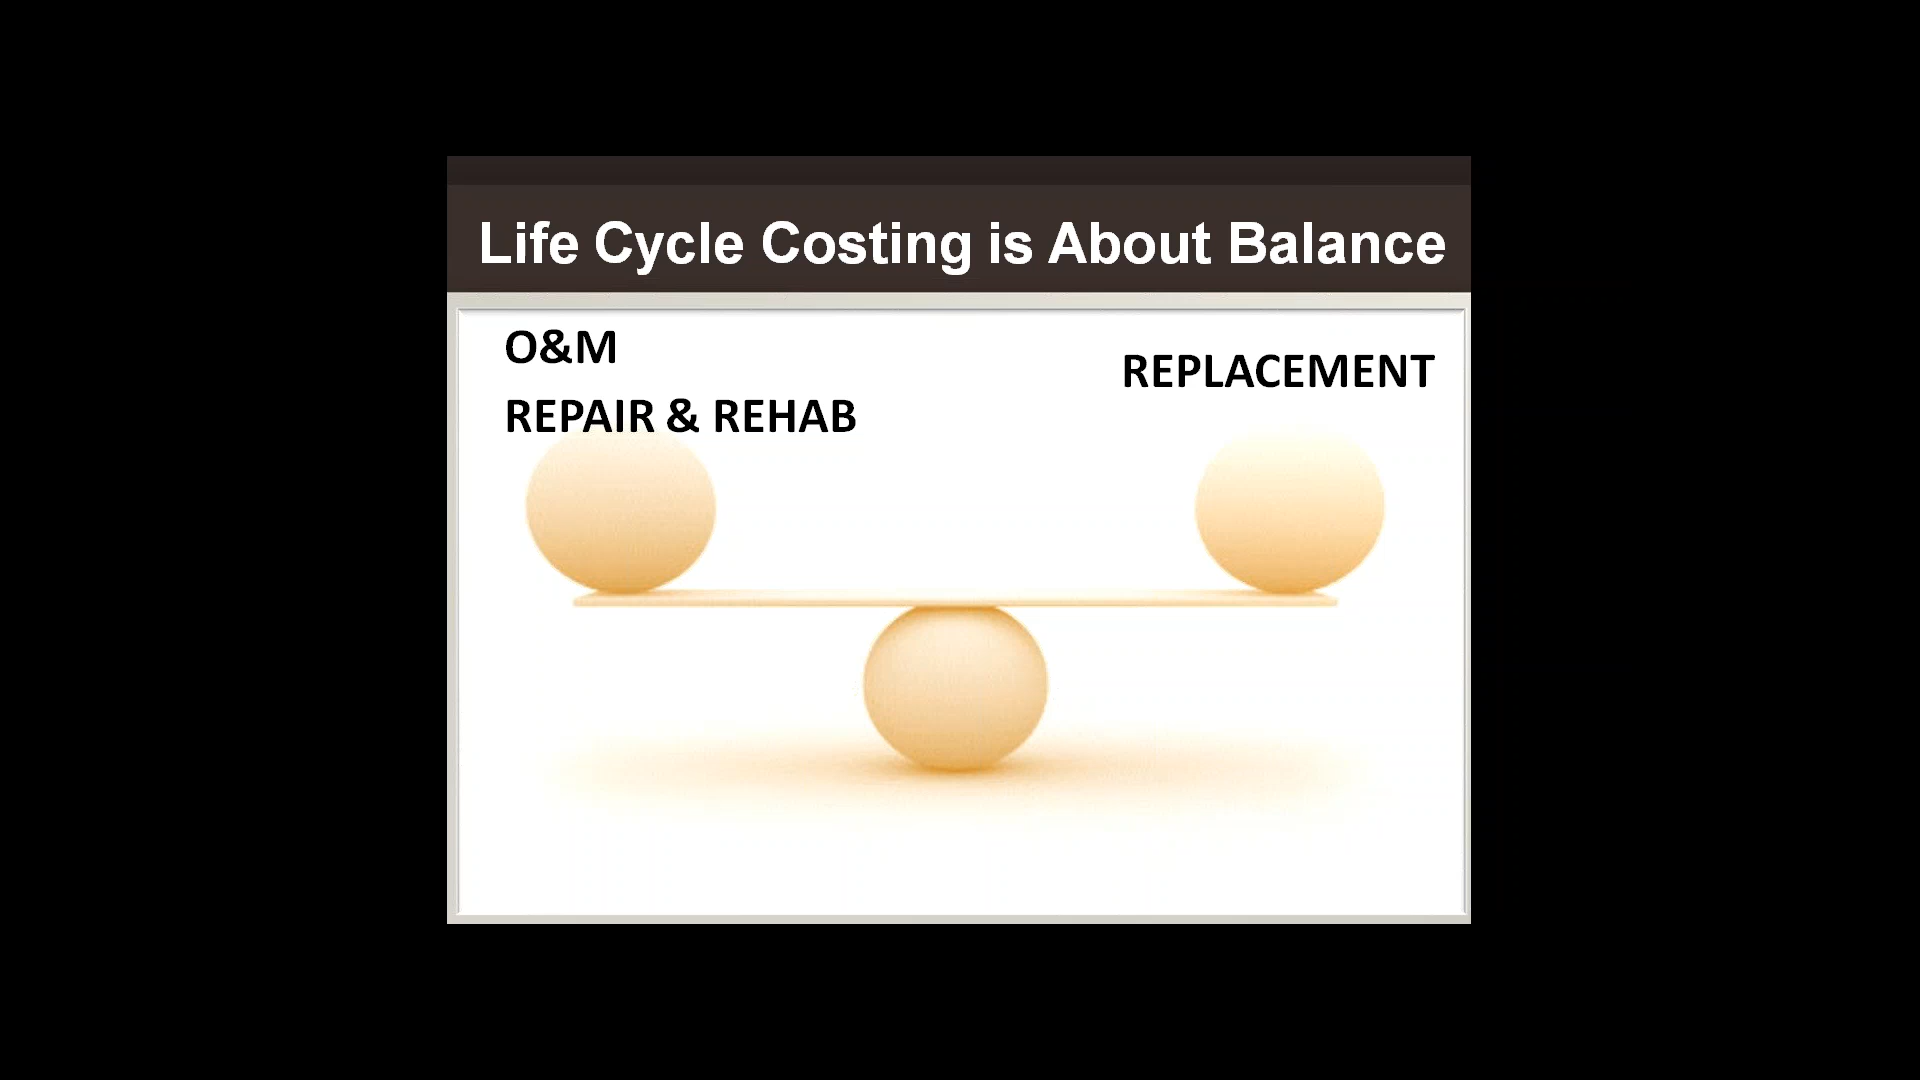 Life Cycle Costing is About Balance
O&M
REPAIR & REHAB
REPLACEMENT